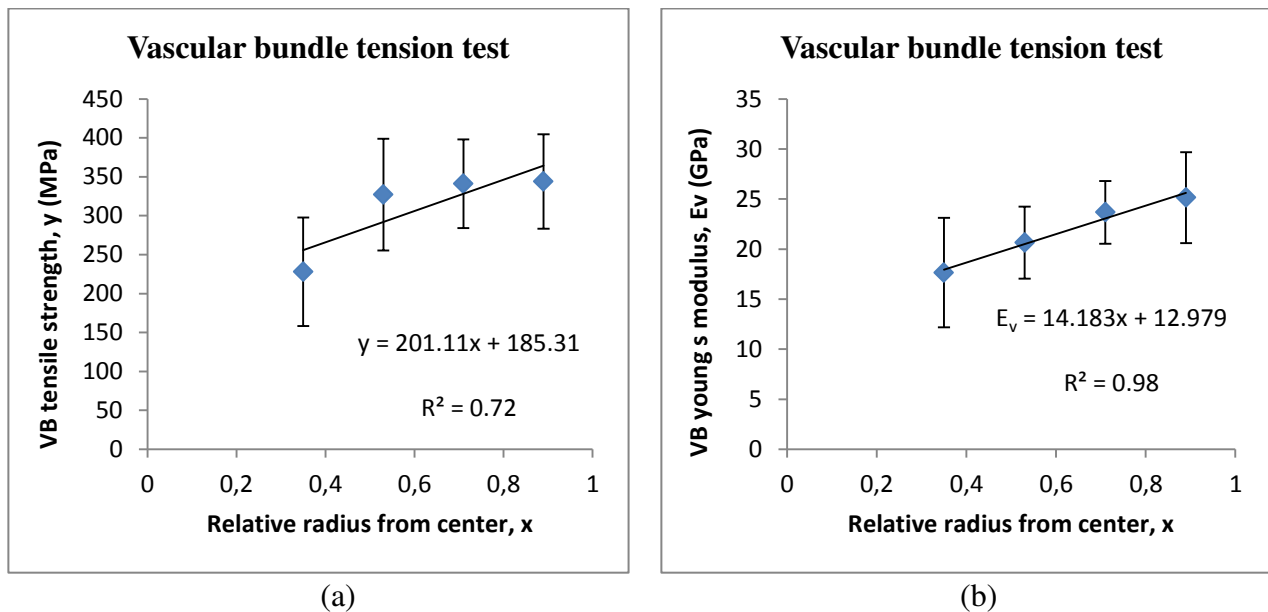 Vascular bundle tension test
VB tensile strength, y (MPa)
450
400
350
300
250
200
150
100
50
0
y = 201.11x + 185.31
R² = 0.72
0 0,2 0,4 0,6 0,8 1
Relative radius from center, x
(a)
Vascular bundle tension test
VB young s modulus, Ev (GPa)
35
30
25
20
15
10
5
0
Eᵥ = 14.183x + 12.979
R² = 0.98
0 0,2 0,4 0,6 0,8 1
Relative radius from center, x
(b)